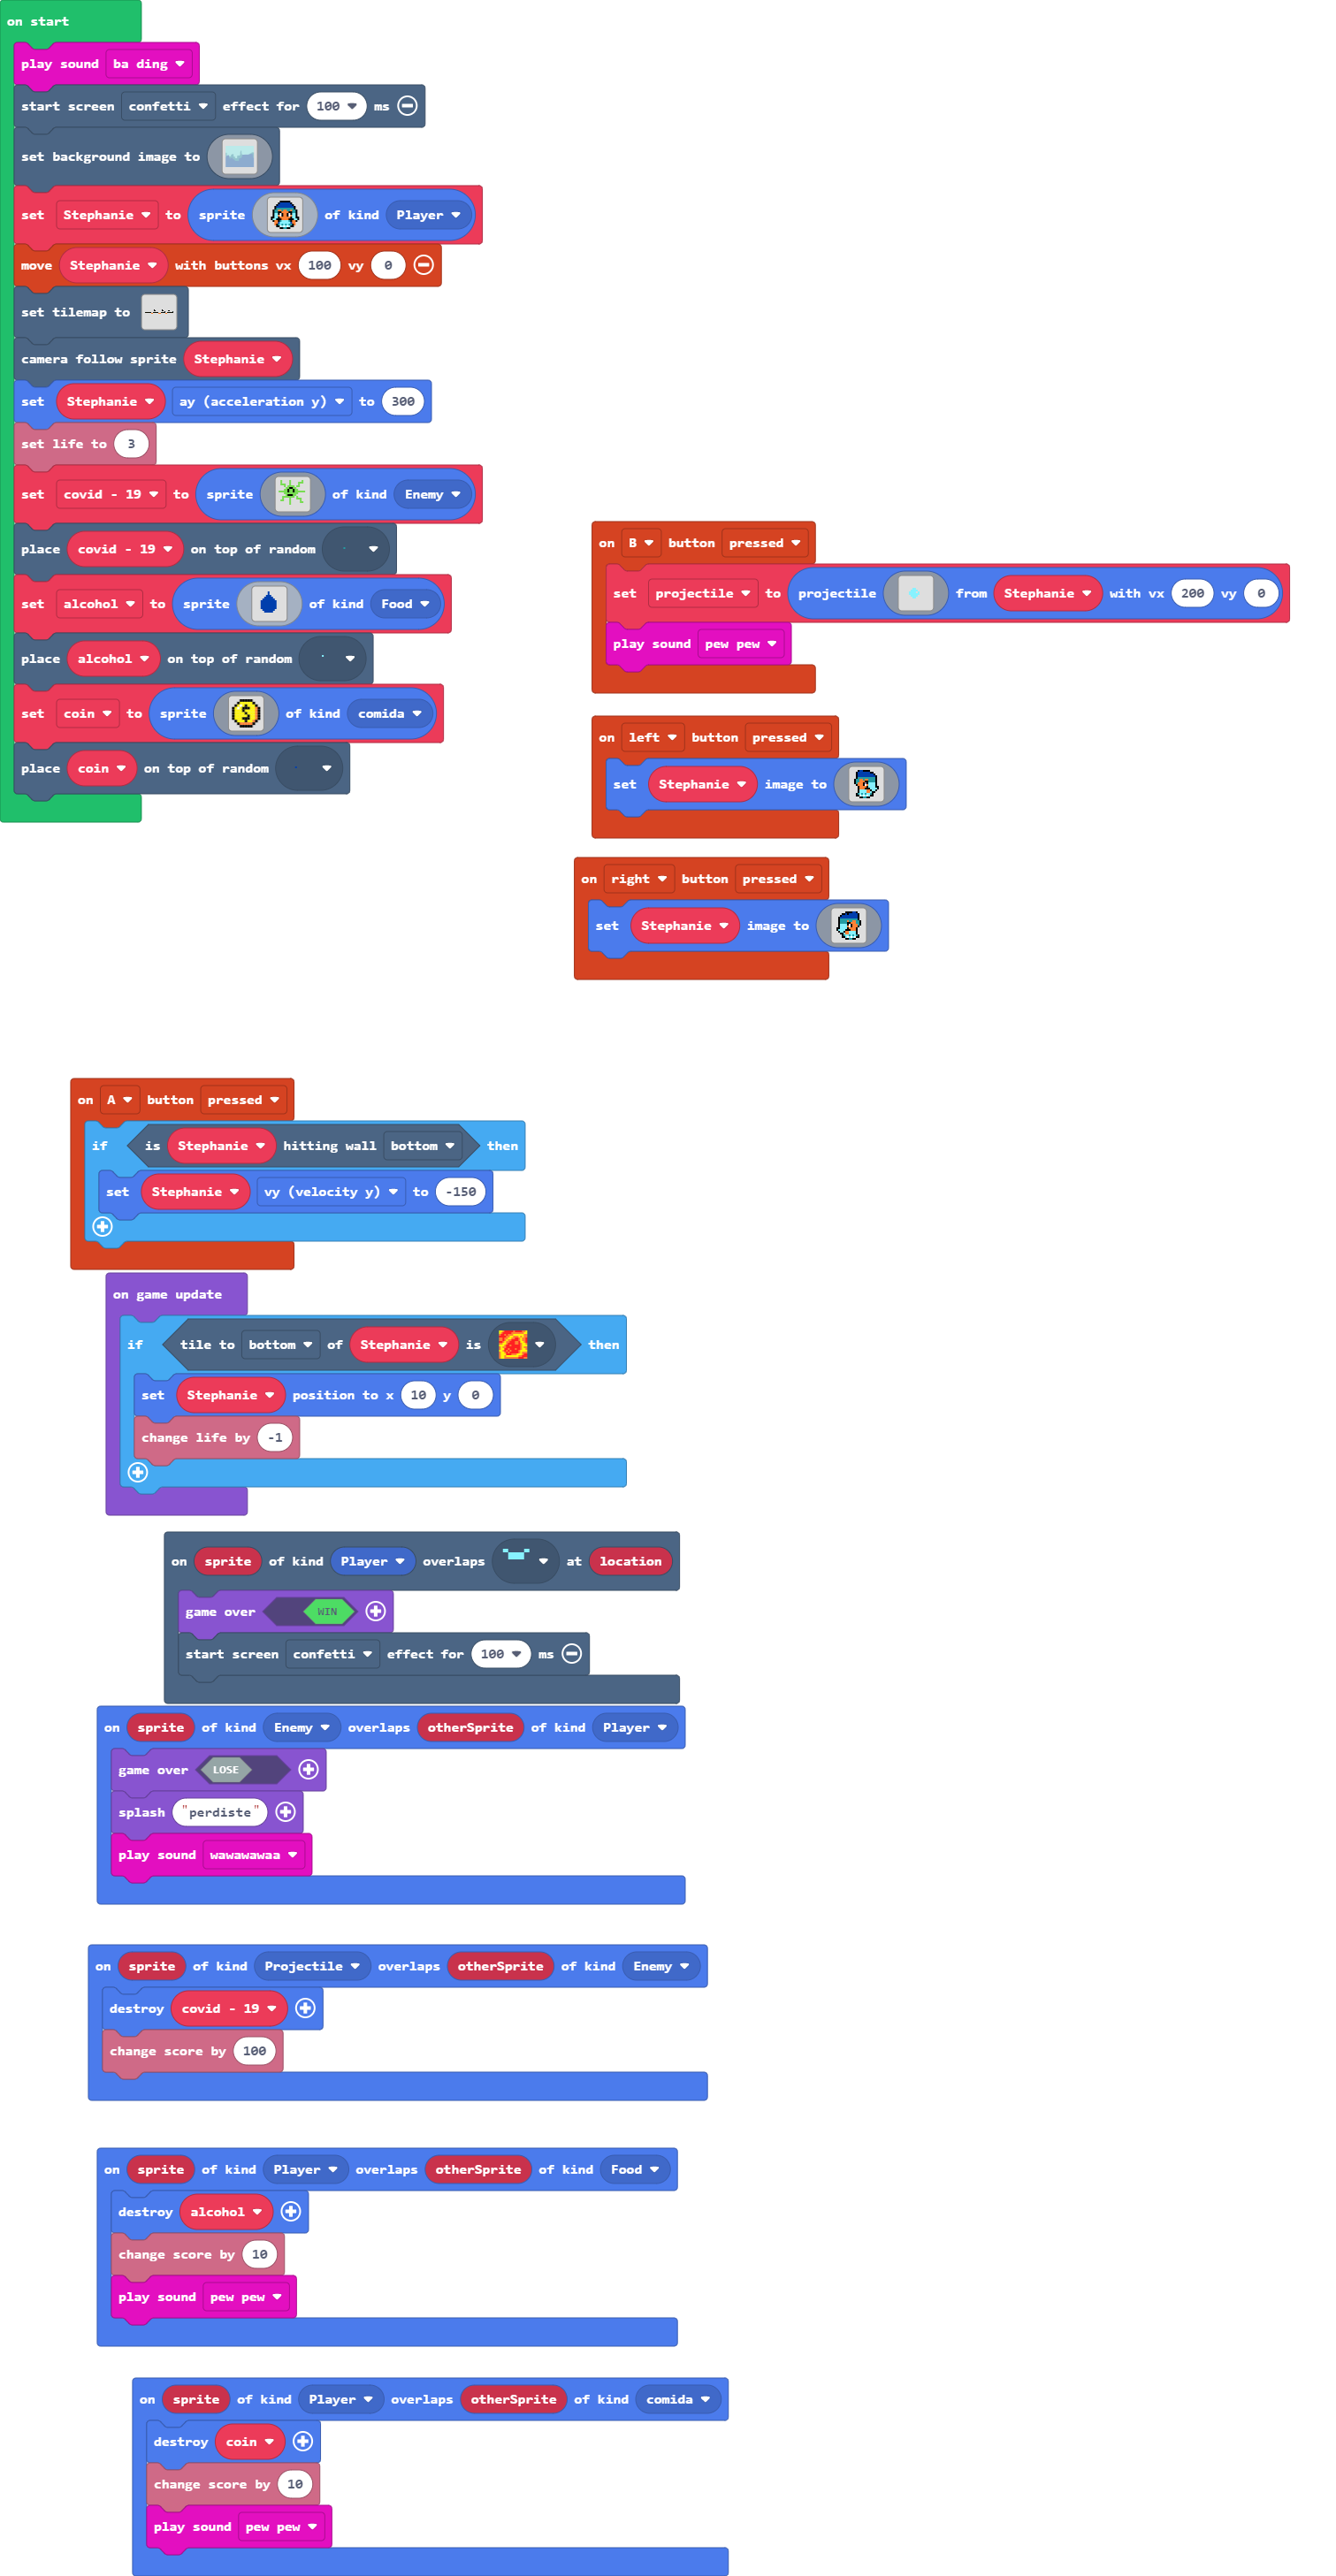 on start
play sound ba ding
start screen confetti effect for 100 ms
set background image to
set Stephanie to sprite of kind Player
move Stephanie with buttons vx 100 vy 0
set tilemap to
camera follow sprite Stephanie
set Stephanie ay (acceleration y) to 300
set life to 3
set covid - 19 to sprite of kind Enemy
place covid - 19 on top of random
set alcohol to sprite of kind Food
place alcohol on top of random
set coin to sprite of kind comida
place coin on top of random
on B button pressed
set projectile to projectile from Stephanie with vx 200 vy 0
play sound pew pew
on left button pressed
set Stephanie image to
on right button pressed
set Stephanie image to
on A button pressed
if is Stephanie hitting wall bottom then
set Stephanie vy (velocity y) to -150
on game update
if tile to bottom of Stephanie is then
set Stephanie position to x 10 y 0
change life by -1
on sprite of kind Player overlaps at location
game over WIN
start screen confetti effect for 100 ms
on sprite of kind Enemy overlaps otherSprite of kind Player
game over LOSE
splash "perdiste"
play sound wawawawaa
on sprite of kind Projectile overlaps otherSprite of kind Enemy
destroy covid - 19
change score by 100
on sprite of kind Player overlaps otherSprite of kind Food
destroy alcohol
change score by 10
play sound pew pew
on sprite of kind Player overlaps otherSprite of kind comida
destroy coin
change score by 10
play sound pew pew